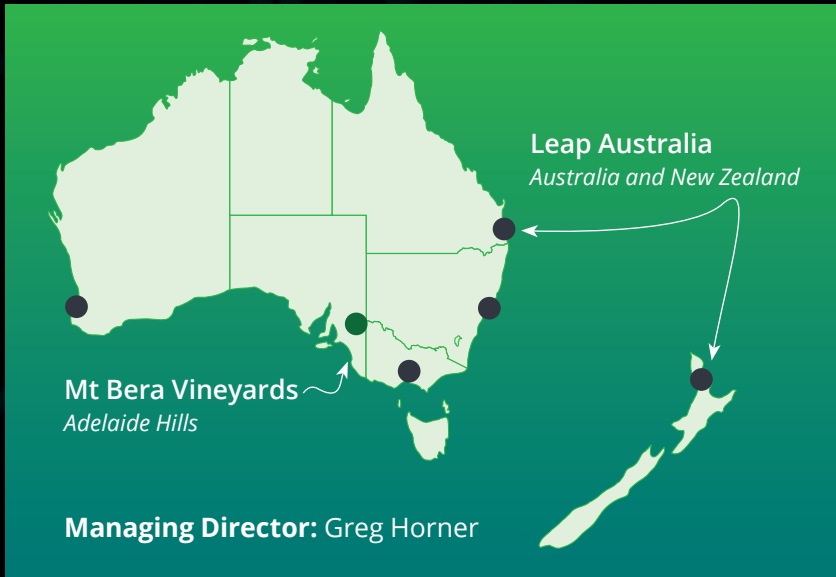 Leap Australia
Australia and New Zealand
Mt Bera Vineyards
Adelaide Hills
Managing Director: Greg Horner